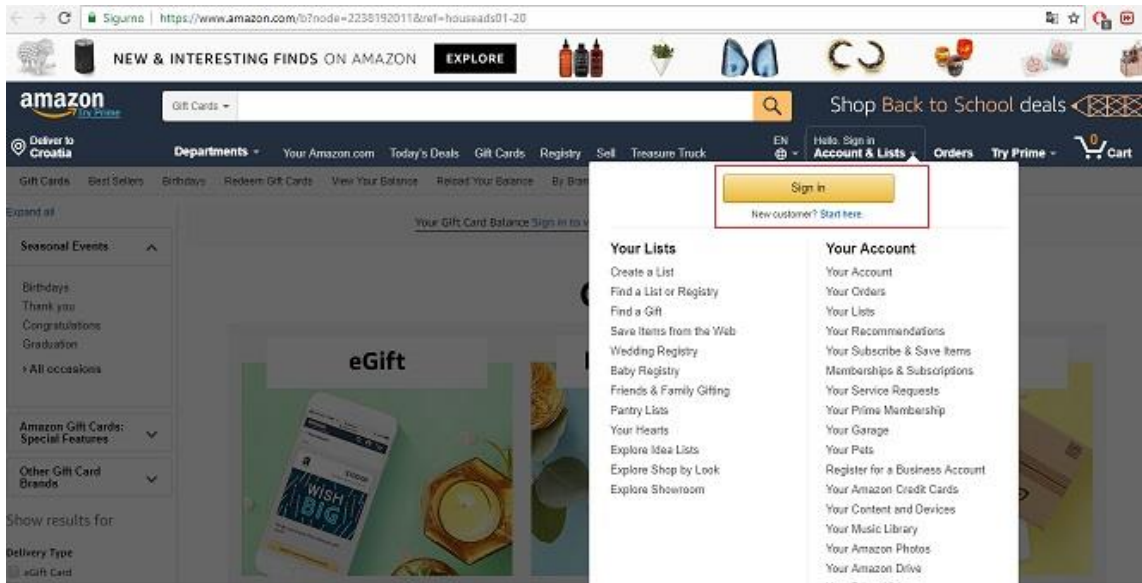 Sigurno https://www.amazon.com/b?node=2238192011&ref=houseads01-20
NEW & INTERESTING FINDS ON AMAZON EXPLORE
amazon Try Prime Gift Cards Shop Back to School deals
Deliver to
Croatia
Departments Your Amazon.com Today's Deals Gift Cards Registry Sell Treasure Truck EN
Hello. Sign in
Account & Lists Orders Try Prime 0 Cart
Gift Cards Best Sellers Birthdays Redeem Gift Cards View Your Balance Reload Your Balance By Bran
Sign in
New customer? Start here.
Expand all
Your Gift Card Balance Sign in to v
Seasonal Events
Birthdays
Thank you
Congratulations
Graduation
› All occasions
Amazon Gift Cards:
Special Features
Other Gift Card
Brands
Show results for
Delivery Type
eGift Card
eGift
WISH
BIG
Your Lists
Create a List
Find a List or Registry
Find a Gift
Save Items from the Web
Wedding Registry
Baby Registry
Friends & Family Gifting
Pantry Lists
Your Hearts
Explore Idea Lists
Explore Shop by Look
Explore Showroom
Your Account
Your Account
Your Orders
Your Lists
Your Recommendations
Your Subscribe & Save Items
Memberships & Subscriptions
Your Service Requests
Your Prime Membership
Your Garage
Your Pets
Register for a Business Account
Your Amazon Credit Cards
Your Content and Devices
Your Music Library
Your Amazon Photos
Your Amazon Drive